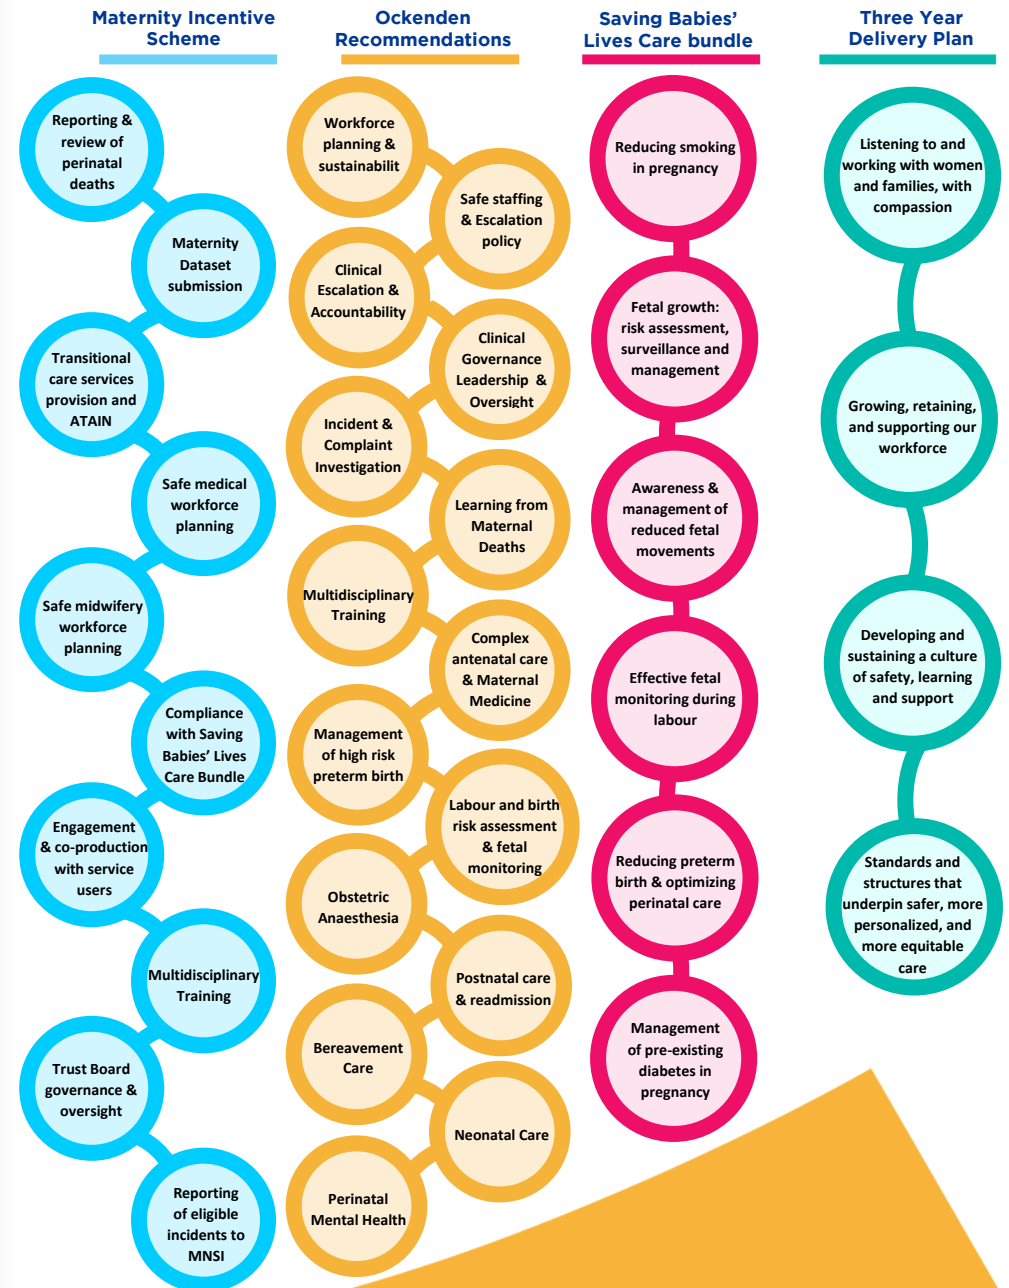 Maternity Incentive
Scheme
Reporting &
review of
perinatal
deaths
Maternity
Dataset
submission
Transitional
care services
provision and
ATAIN
Safe medical
workforce
planning
Safe midwifery
workforce
planning
Compliance
with Saving
Babies' Lives
Care Bundle
Engagement
& co-production
with service
users
Multidisciplinary
Training
Trust Board
governance &
oversight
Reporting
of eligible
incidents to
MNSI
Ockenden
Recommendations
Workforce
planning &
sustainabilit
Safe staffing
& Escalation
policy
Clinical
Escalation &
Accountability
Clinical
Governance
Leadership &
Oversight
Incident &
Complaint
Investigation
Learning from
Maternal
Deaths
Multidisciplinary
Training
Complex
antenatal care
& Maternal
Medicine
Management
of high risk
preterm birth
Labour and birth
risk assessment
& fetal
monitoring
Obstetric
Anaesthesia
Postnatal care
& readmission
Bereavement
Care
Neonatal Care
Perinatal
Mental Health
Saving Babies'
Lives Care bundle
Reducing smoking
in pregnancy
Fetal growth:
risk assessment,
surveillance and
management
Awareness &
management of
reduced fetal
movements
Effective fetal
monitoring during
labour
Reducing preterm
birth & optimizing
perinatal care
Management
of pre-existing
diabetes in
pregnancy
Three Year
Delivery Plan
Listening to and
working with women
and families, with
compassion
Growing, retaining,
and supporting our
workforce
Developing and
sustaining a culture
of safety, learning
and support
Standards and
structures that
underpin safer, more
personalized, and
more equitable
care